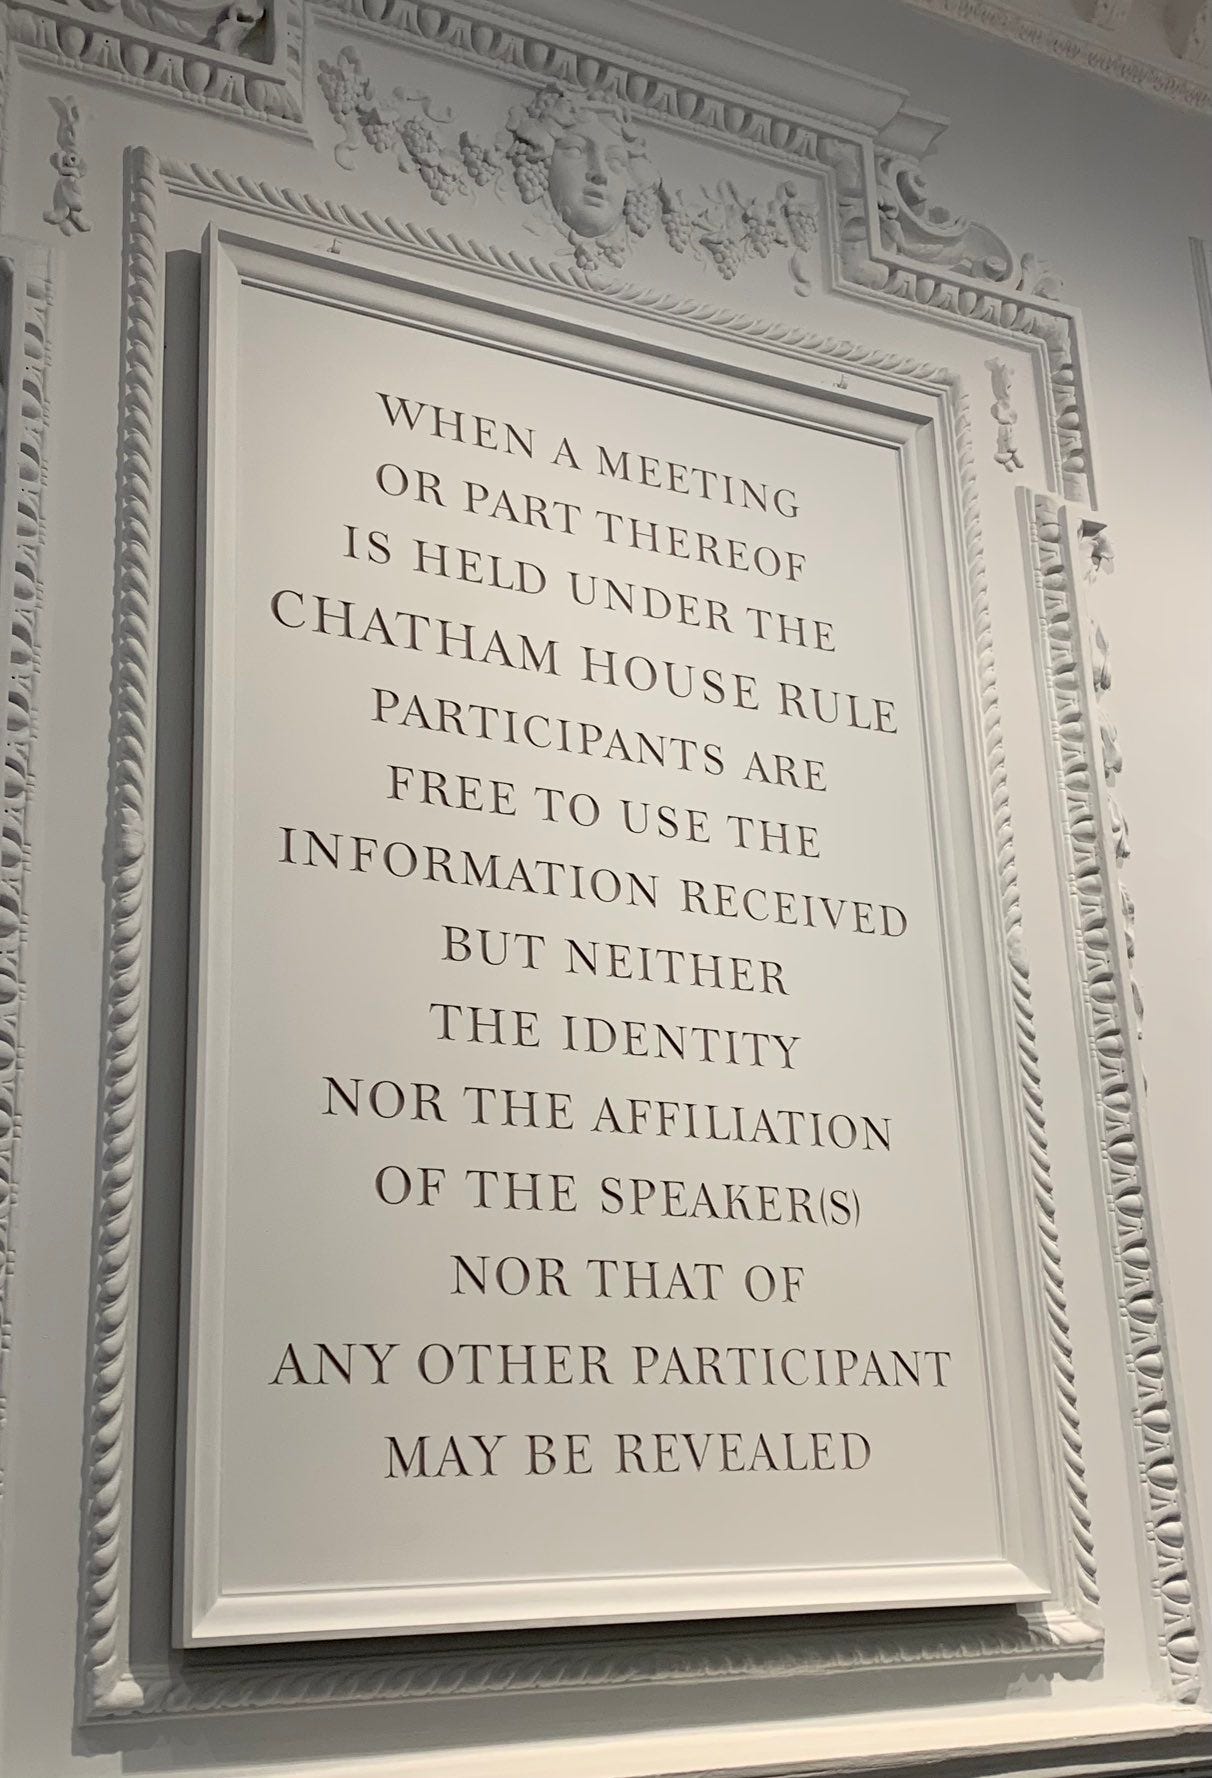 WHEN A MEETING
OR PART THEREOF
IS HELD UNDER THE
CHATHAM HOUSE RULE
PARTICIPANTS ARE
FREE TO USE THE
INFORMATION RECEIVED
BUT NEITHER
THE IDENTITY
NOR THE AFFILIATION
OF THE SPEAKER(S)
NOR THAT OF
ANY OTHER PARTICIPANT
MAY BE REVEALED